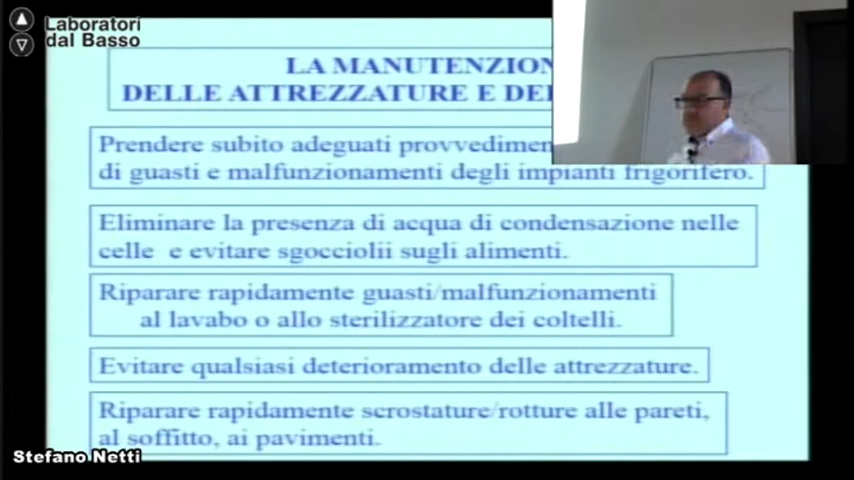 Laboratori
dal Basso
LA MANUTENZION
DELLE ATTREZZATURE E DE
Prendere subito adeguati provvedimen
di guasti e malfunzionamenti degli impianti frigorifero.
Eliminare la presenza di acqua di condensazione nelle
celle e evitare sgocciolii sugli alimenti.
Riparare rapidamente guasti/malfunzionamenti
al lavabo o allo sterilizzatore dei coltelli.
Evitare qualsiasi deterioramento delle attrezzature.
Riparare rapidamente scrostature/rotture alle pareti,
al soffitto, ai pavimenti.
Stefano Netti